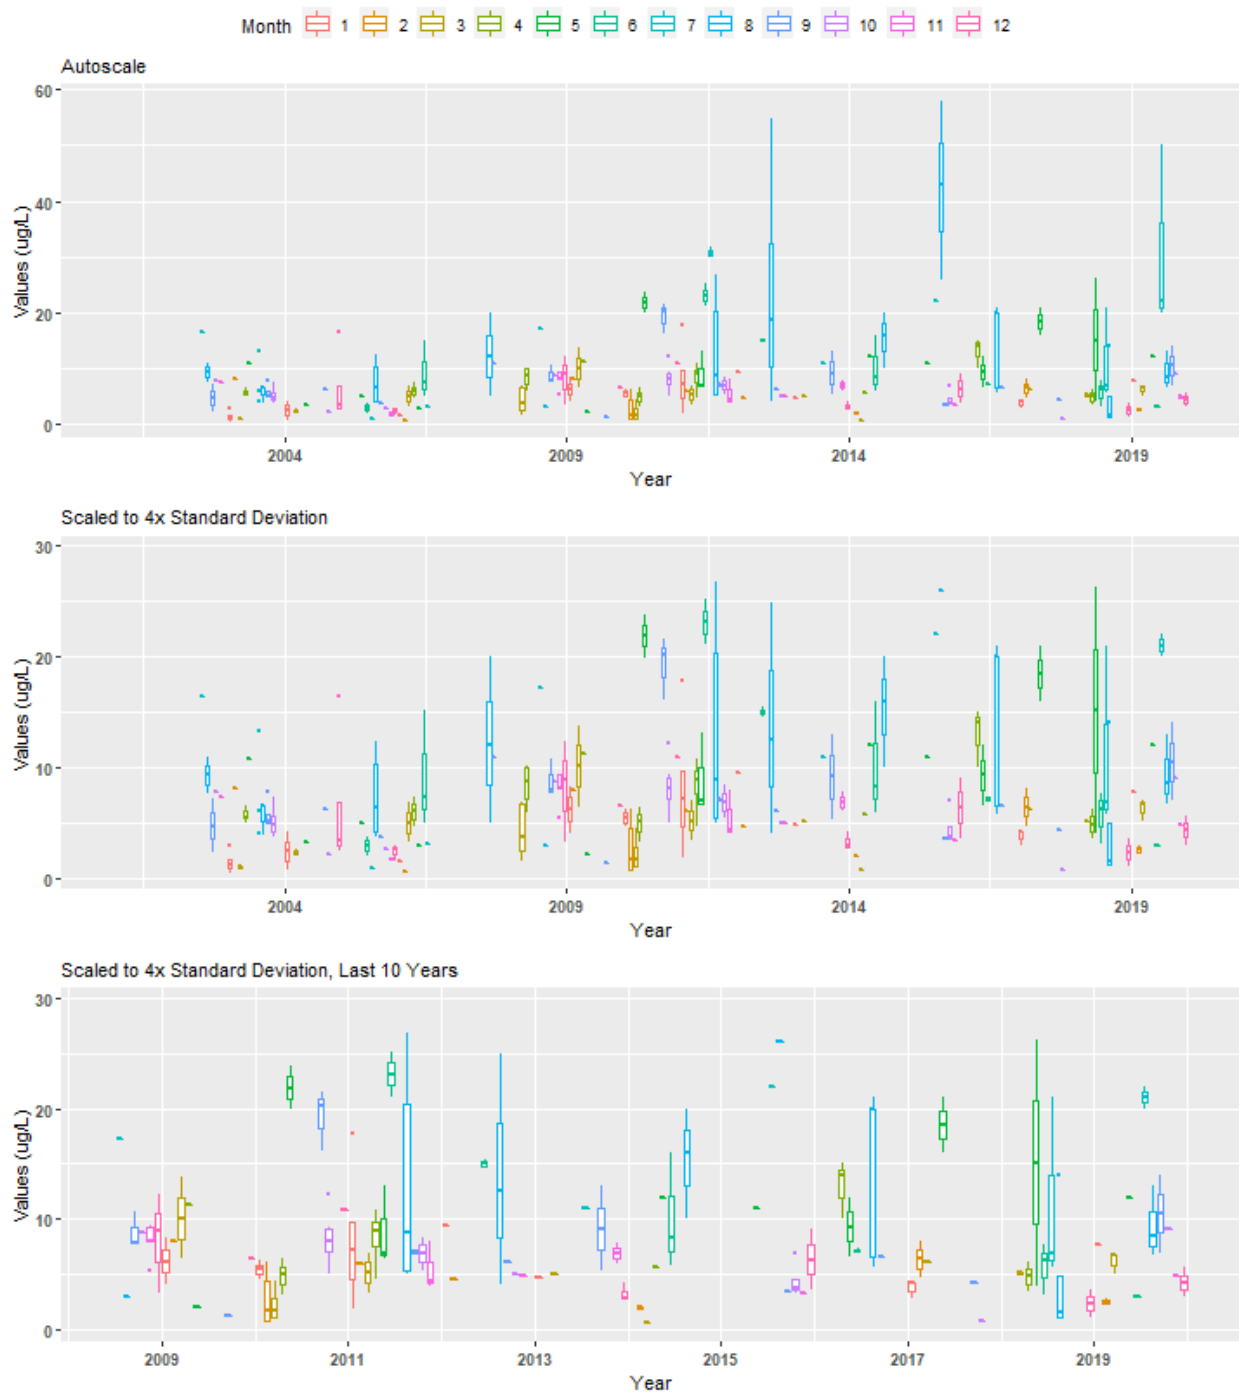 Month 1 2 3 4 5 6 7 8 9 10 11 12
Autoscale
60
40
20
0
Values (ug/L)
2004 2009 2014 2019
Year
Scaled to 4x Standard Deviation
30
20
10
0
Values (ug/L)
2004 2009 2014 2019
Year
Scaled to 4x Standard Deviation, Last 10 Years
30
20
10
0
Values (ug/L)
2009 2011 2013 2015 2017 2019
Year